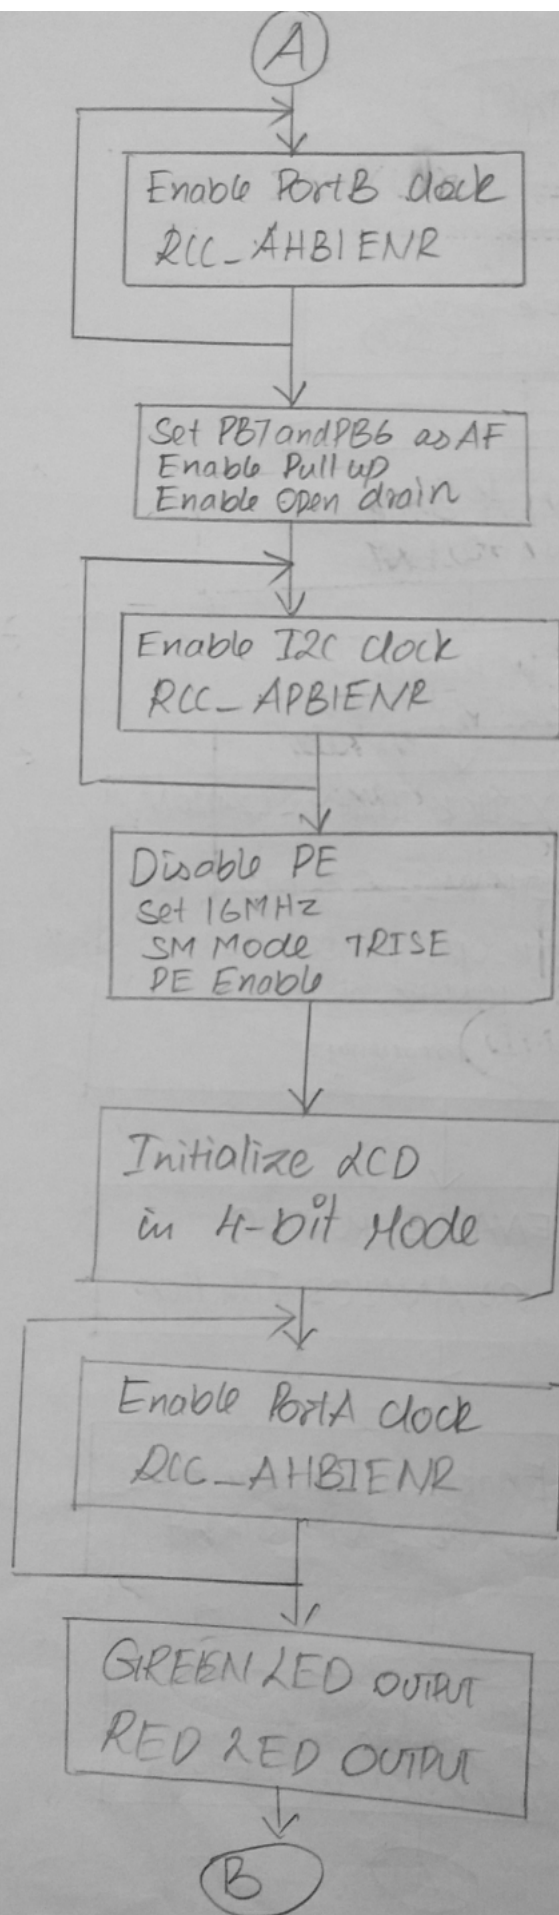 A
Enable PortB Clock
RCC_AHB1ENR
Set PB7 and PB6 as AF
Enable Pull up
Enable Open drain
Enable I2C Clock
RCC_APB1ENR
Disable PE
Set 16MHz
SM Mode TRISE
PE Enable
Initialize LCD
in 4-bit Mode
Enable PortA Clock
RCC_AHB1ENR
GREEN LED OUTPUT
RED LED OUTPUT
B